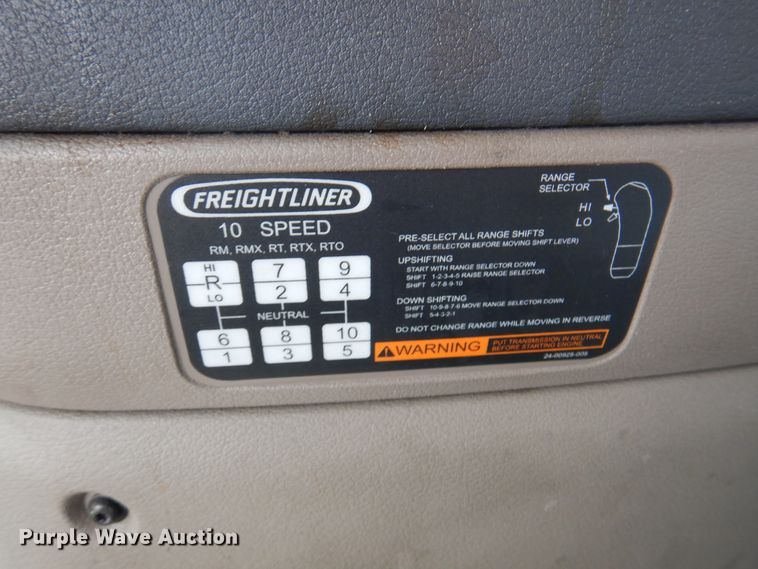 FREIGHTLINER
10 SPEED
RM, RMX, RT, RTX, RTO
HI
R
LO
7
2
9
4
NEUTRAL
6
1
8
3
10
5
RANGE
SELECTOR
HI
LO
PRE-SELECT ALL RANGE SHIFTS
(MOVE SELECTOR BEFORE MOVING SHIFT LEVER)
UPSHIFTING
START WITH RANGE SELECTOR DOWN
SHIFT 1-2-3-4-5 RAISE RANGE SELECTOR
SHIFT 6-7-8-9-10
DOWN SHIFTING
SHIFT 10-9-8-7-6 MOVE RANGE SELECTOR DOWN
SHIFT 5-4-3-2-1
DO NOT CHANGE RANGE WHILE MOVING IN REVERSE
WARNING
PUT TRANSMISSION IN NEUTRAL
BEFORE STARTING ENGINE
24-00928-005
Purple Wave Auction